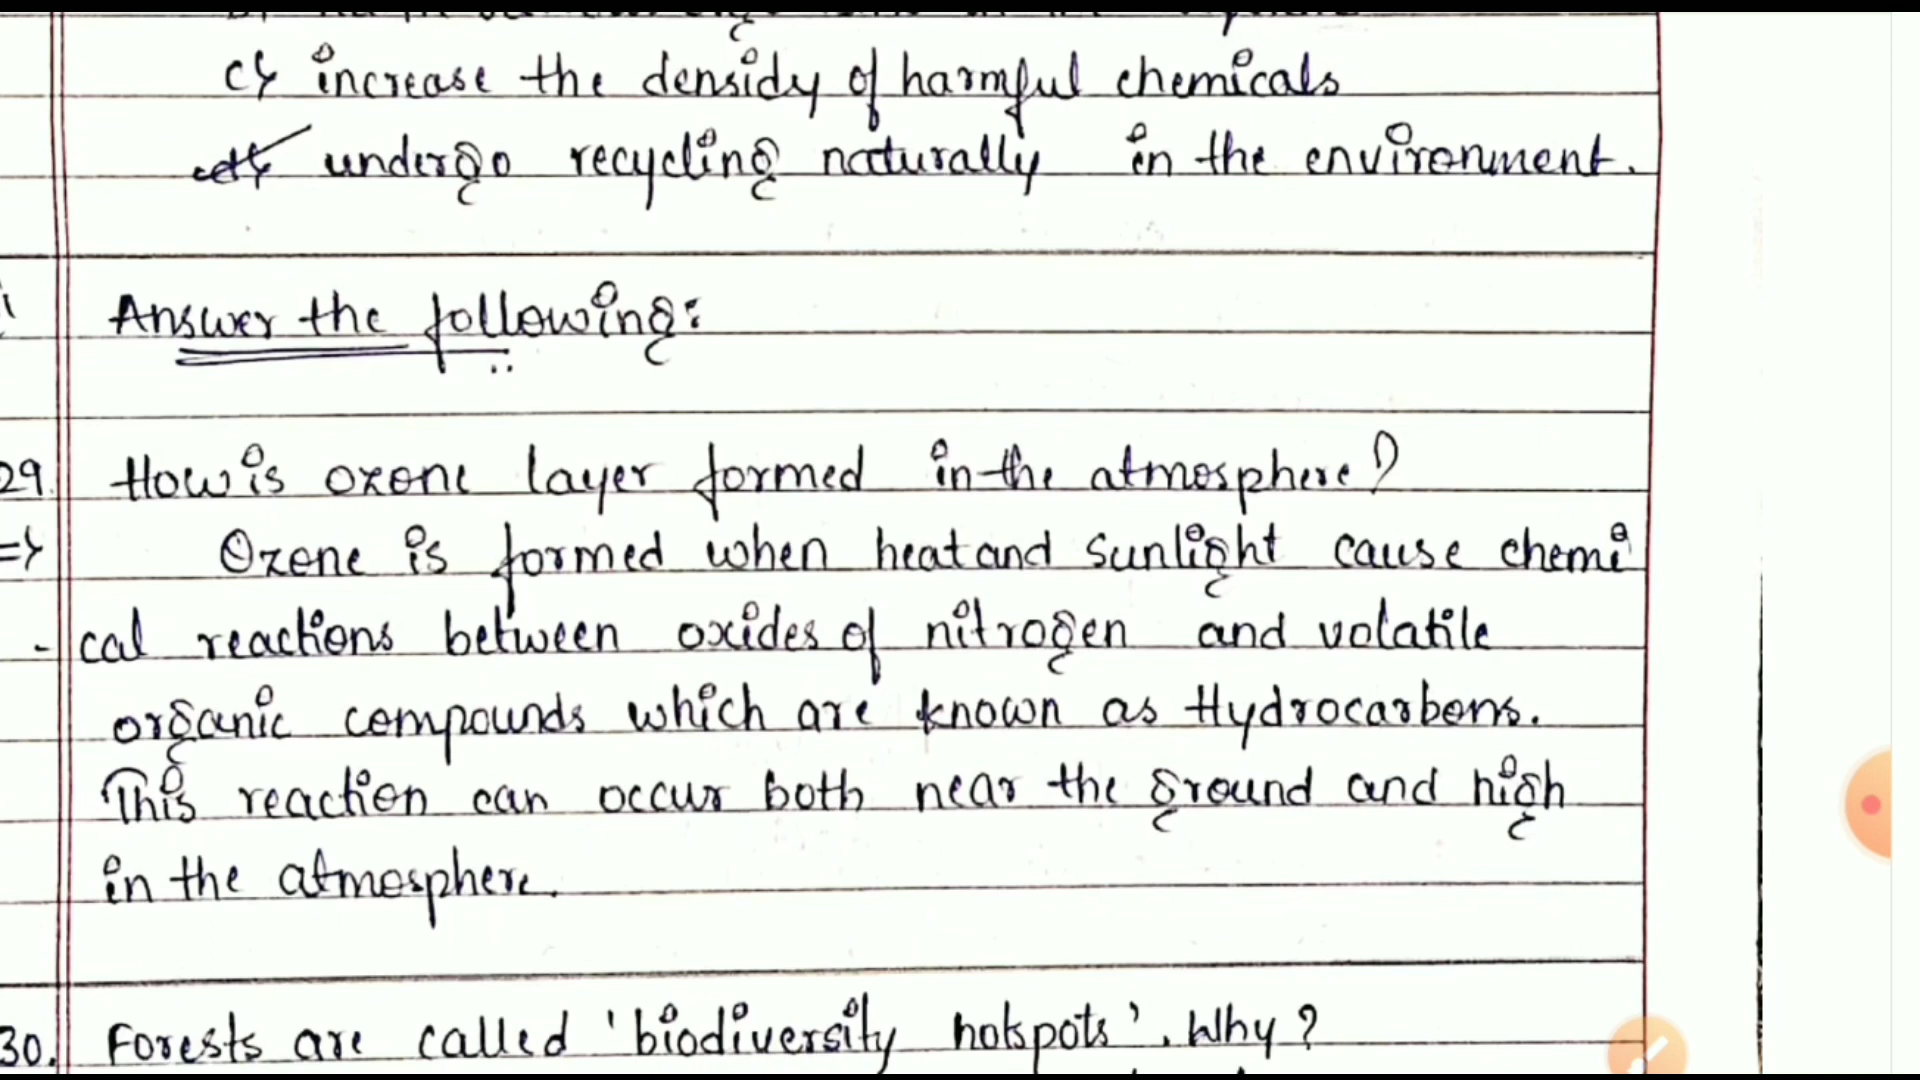 c) increase the densidy of harmful chemicals
d) undergo recycling naturally in the environment.
Answer the following:
29. How is ozone layer formed in the atmosphere?
=> Ozone is formed when heat and sunlight cause chemi
- cal reactions between oxides of nitrogen and volatile
organic compounds which are known as Hydrocarbons.
This reaction can occur both near the ground and high
in the atmosphere.
30. Forests are called 'biodiversity hotspots'. Why?